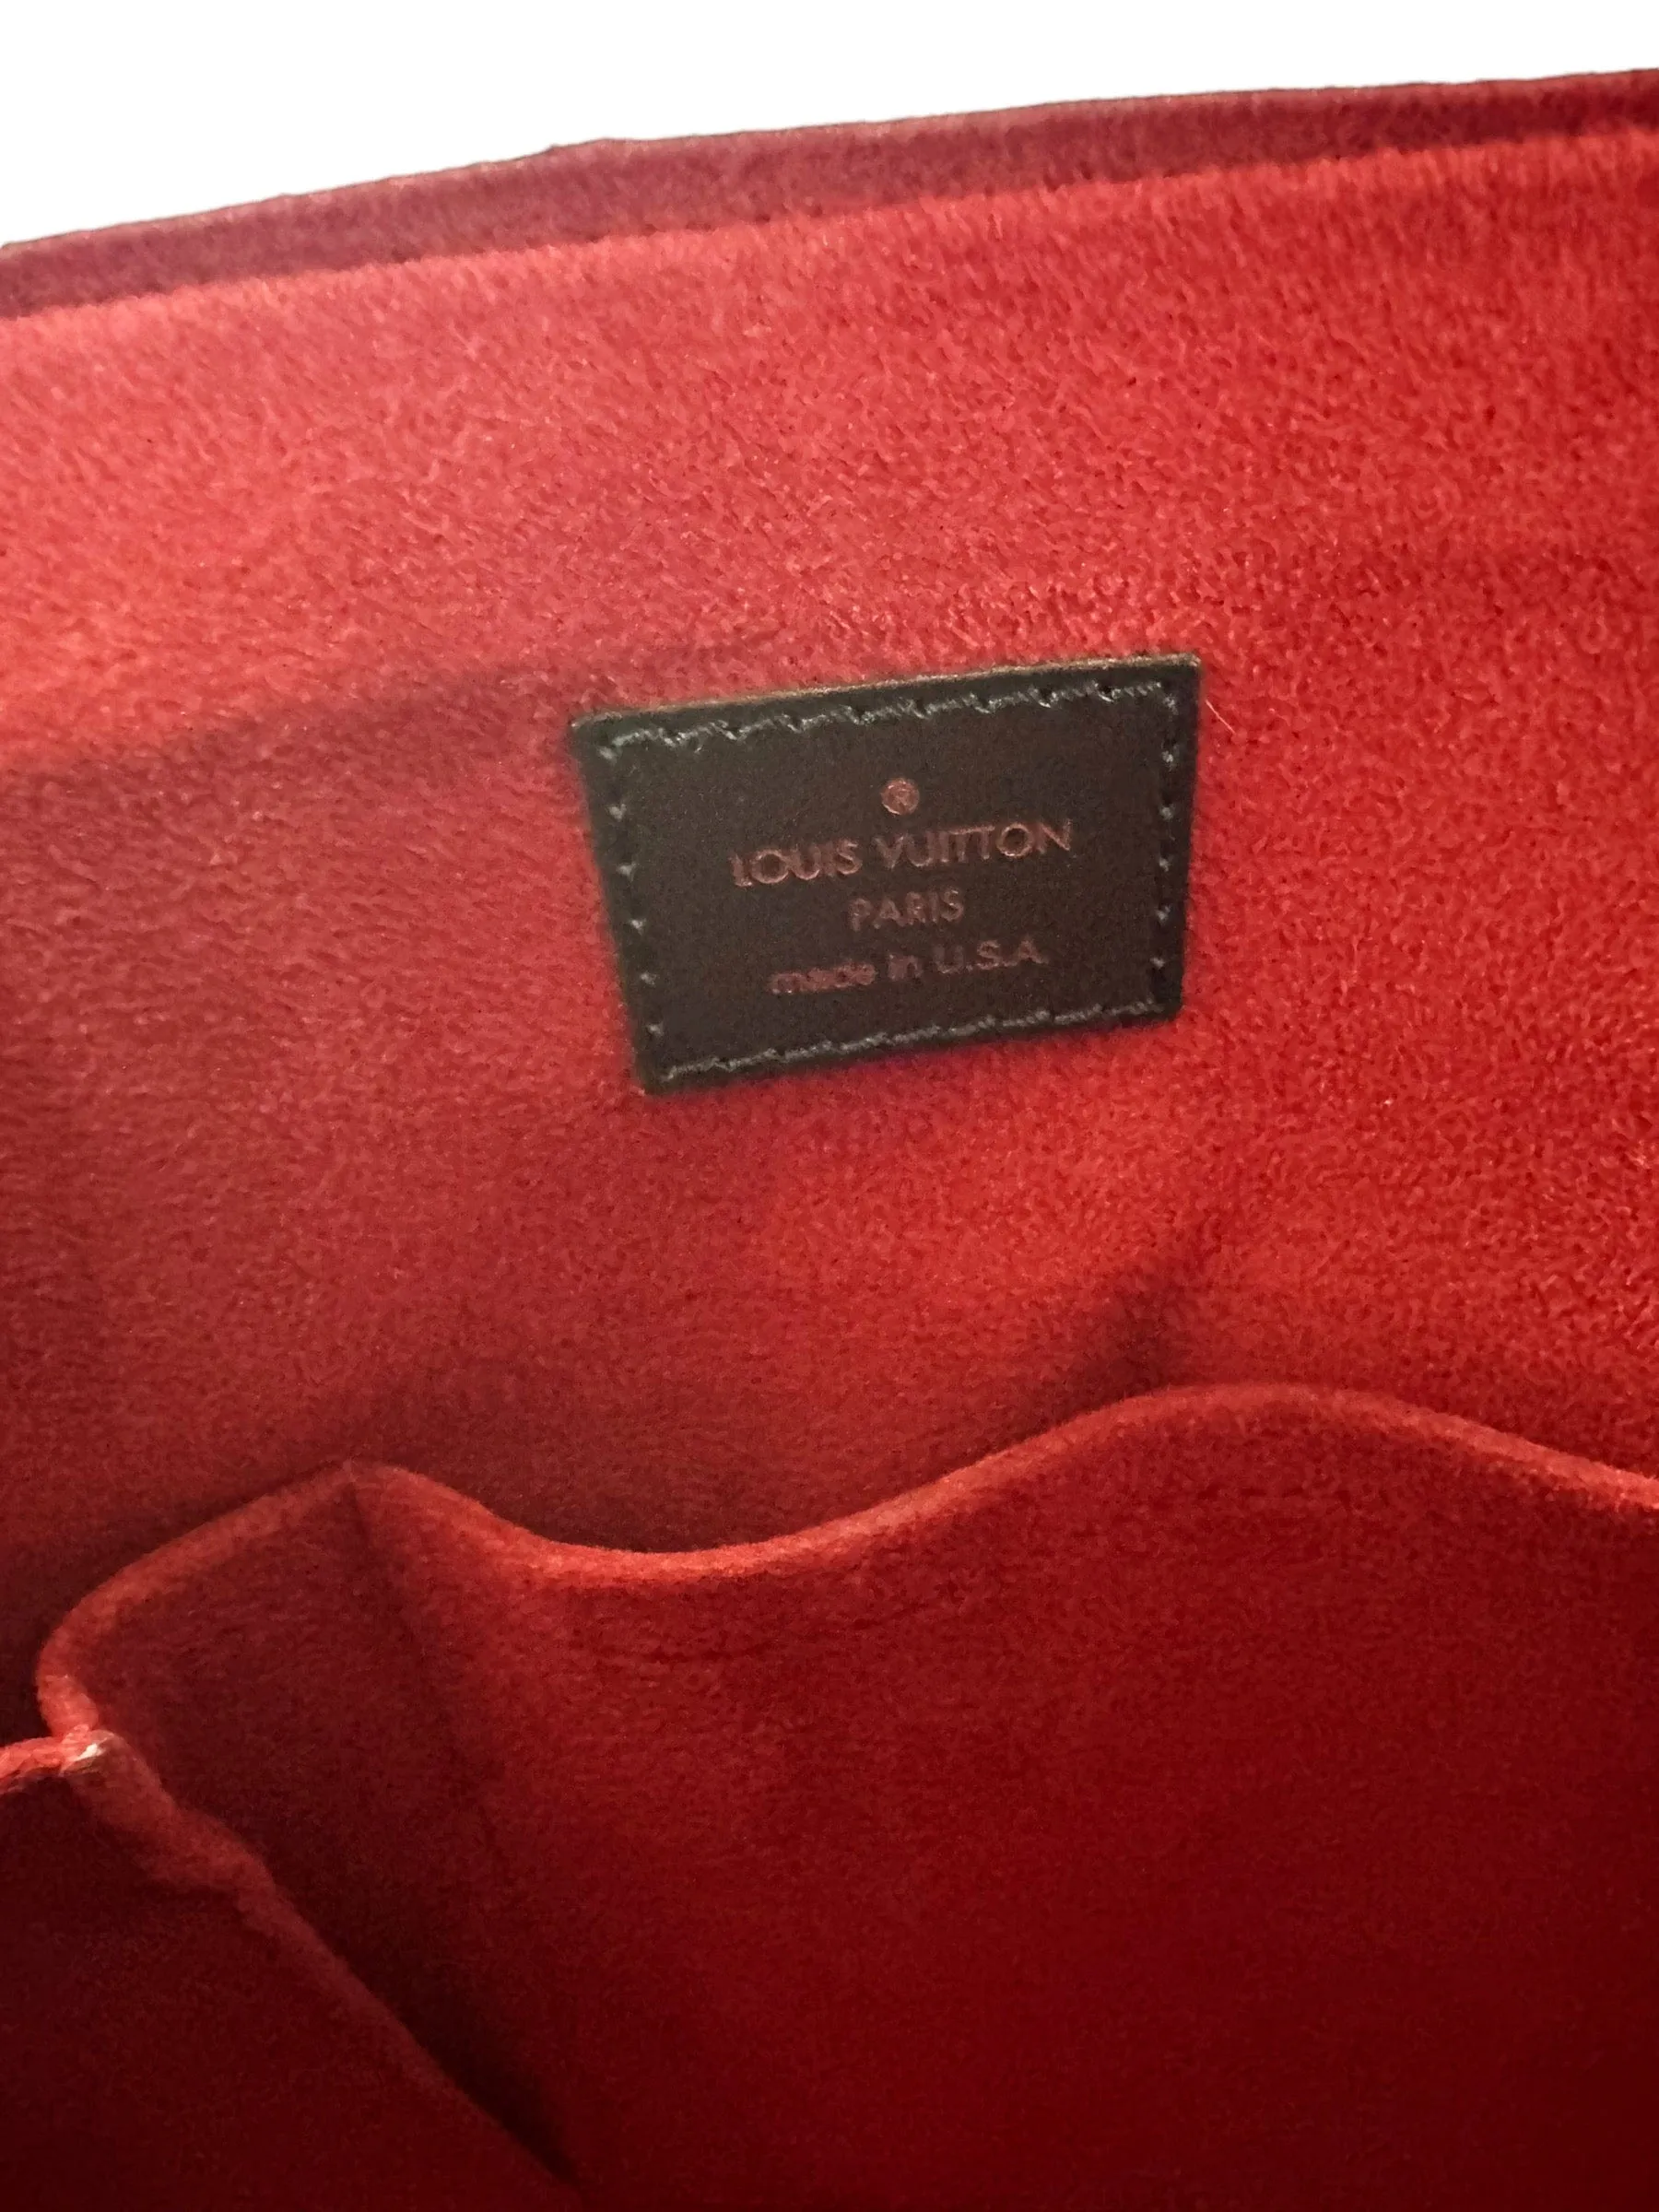 ®
LOUIS VUITTON
PARIS
made in U.S.A.